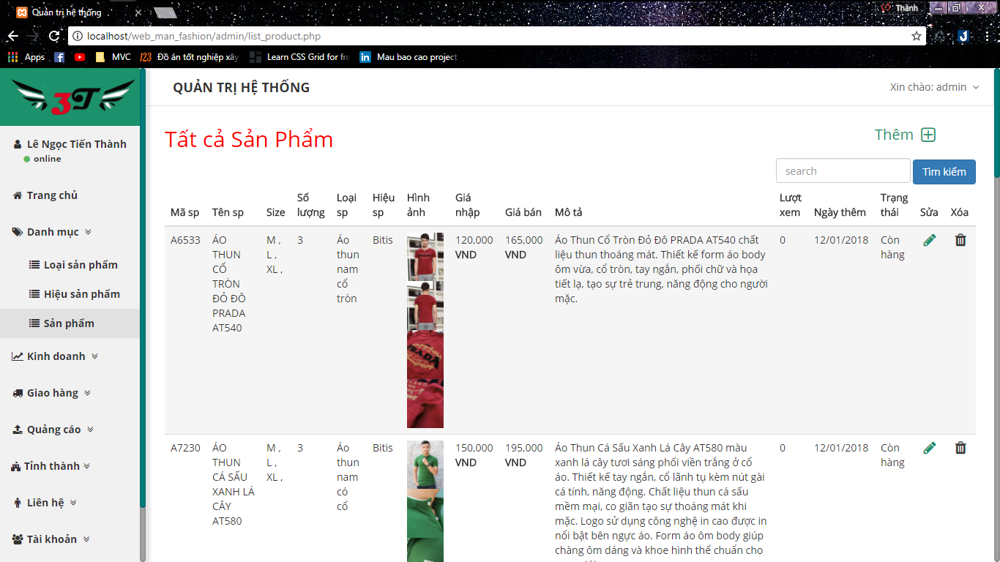 Quản trị hệ thống
Thành
localhost/web_man_fashion/admin/list_product.php
Apps
MVC
123
Đồ án tốt nghiệp xây
Learn CSS Grid for fre
in
Mau bao cao project
3T
QUẢN TRỊ HỆ THỐNG
Xin chào: admin
Lê Ngọc Tiến Thành
online
Trang chủ
Danh mục
Loại sản phẩm
Hiệu sản phẩm
Sản phẩm
Kinh doanh
Giao hàng
Quảng cáo
Tỉnh thành
Liên hệ
Tài khoản
Tất cả Sản Phẩm
Thêm
search
Tìm kiếm
Mã sp
Tên sp
Size
Số
lượng
Loại
sp
Hiệu
sp
Hình
ảnh
Giá
nhập
Giá bán
Mô tả
Lượt
xem
Ngày thêm
Trạng
thái
Sửa
Xóa
A6533
ÁO
THUN
CỔ
TRÒN
ĐỎ ĐÔ
PRADA
AT540
M ,
L ,
XL ,
3
Áo
thun
nam
cổ
tròn
Bitis
PRADA
120,000
VND
165,000
VND
Áo Thun Cổ Tròn Đỏ Đô PRADA AT540 chất
liệu thun thoáng mát. Thiết kế form áo body
ôm vừa, cổ tròn, tay ngắn, phối chữ và họa
tiết lạ, tạo sự trẻ trung, năng động cho người
mặc.
0
12/01/2018
Còn
hàng
A7230
ÁO
THUN
CÁ SẤU
XANH LÁ
CÂY
AT580
M ,
L ,
XL ,
3
Áo
thun
nam
có
cổ
Bitis
150,000
VND
195,000
VND
Áo Thun Cá Sấu Xanh Lá Cây AT580 màu
xanh lá cây tươi sáng phối viền trắng ở cổ
áo. Thiết kế tay ngắn, cổ lãnh tụ kèm nút gài
cá tính, năng động. Chất liệu thun cá sấu
mềm mại, co giãn tạo sự thoáng mát khi
mặc. Logo sử dụng công nghệ in cao được in
nổi bật bên ngực áo. Form áo ôm body giúp
chàng ôm dáng và khoe hình thể chuẩn cho
0
12/01/2018
Còn
hàng